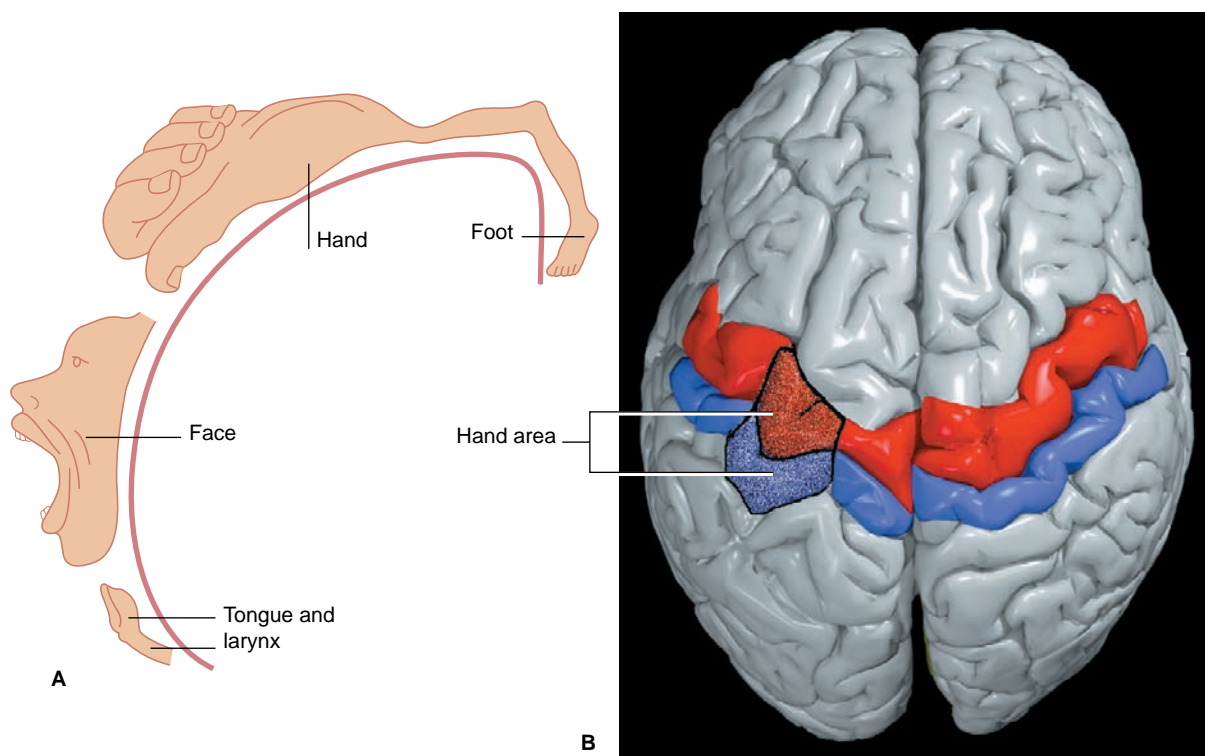 Hand
Foot
Face
Hand area
Tongue and
larynx
A
B